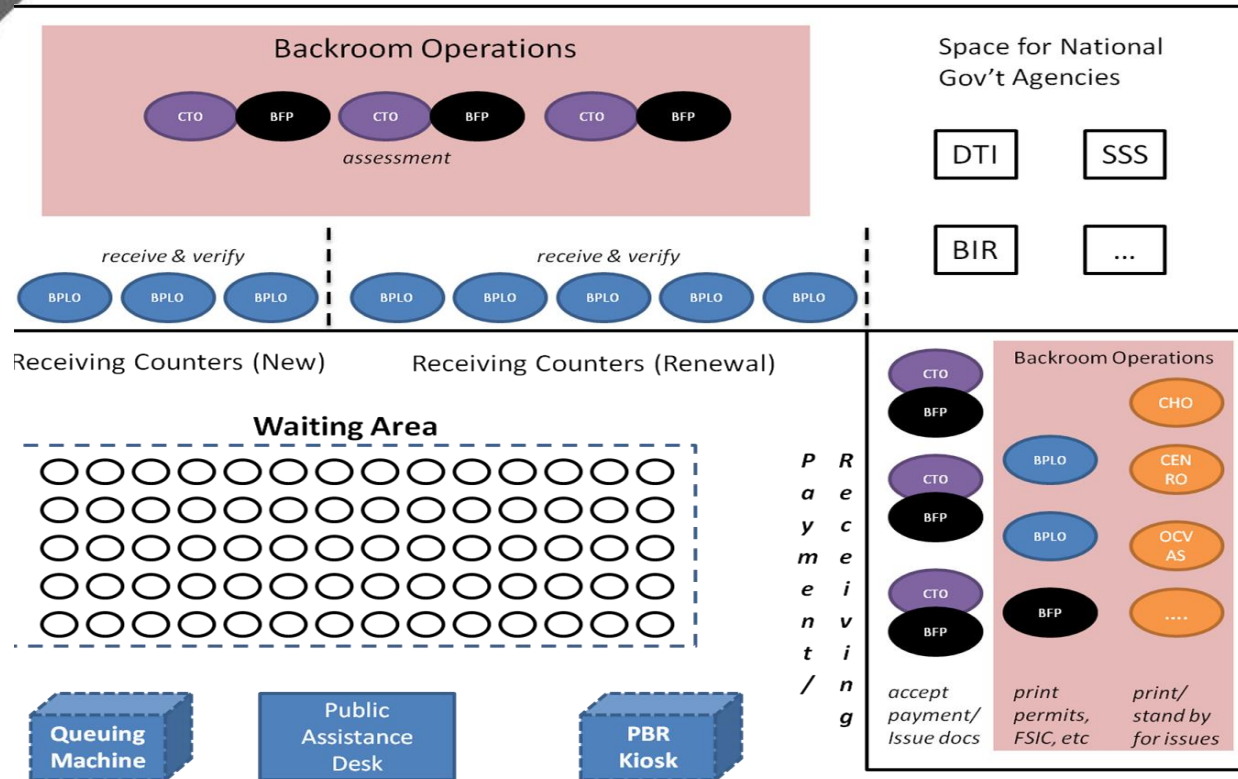 Backroom Operations
CTO BFP CTO BFP CTO BFP
assessment
Space for National
Gov't Agencies
DTI SSS
BIR ...
receive & verify
receive & verify
BPLO BPLO BPLO BPLO BPLO BPLO BPLO BPLO
Receiving Counters (New)
Receiving Counters (Renewal)
Waiting Area
Payment/
Receiving
Queuing
Machine
Public
Assistance
Desk
PBR
Kiosk
CTO
BFP
CTO
BFP
CTO
BFP
accept
payment/
Issue docs
Backroom Operations
BPLO
BPLO
BFP
print
permits,
FSIC, etc
CHO
CEN
RO
OCV
AS
....
print/
stand by
for issues